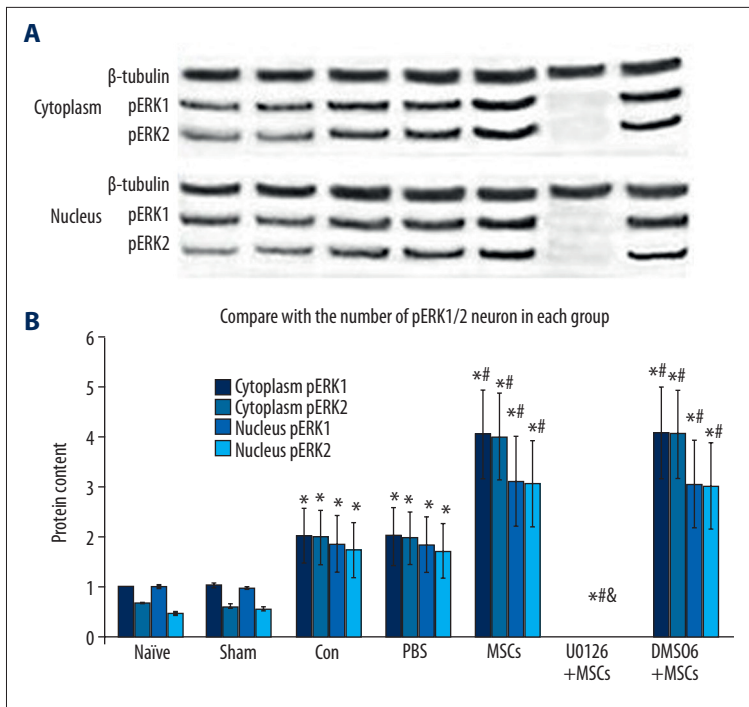 A
β-tubulin
Cytoplasm
pERK1
pERK2
β-tubulin
Nucleus
pERK1
pERK2
B
Compare with the number of pERK1/2 neuron in each group
Protein content
6
5
4
3
2
1
0
Cytoplasm pERK1
Cytoplasm pERK2
Nucleus pERK1
Nucleus pERK2
* * * *
* * * *
*# *# *# *#
*#&
*# *# *# *#
Naïve Sham Con PBS MSCs U0126 DMSO6
+MSCs +MSCs